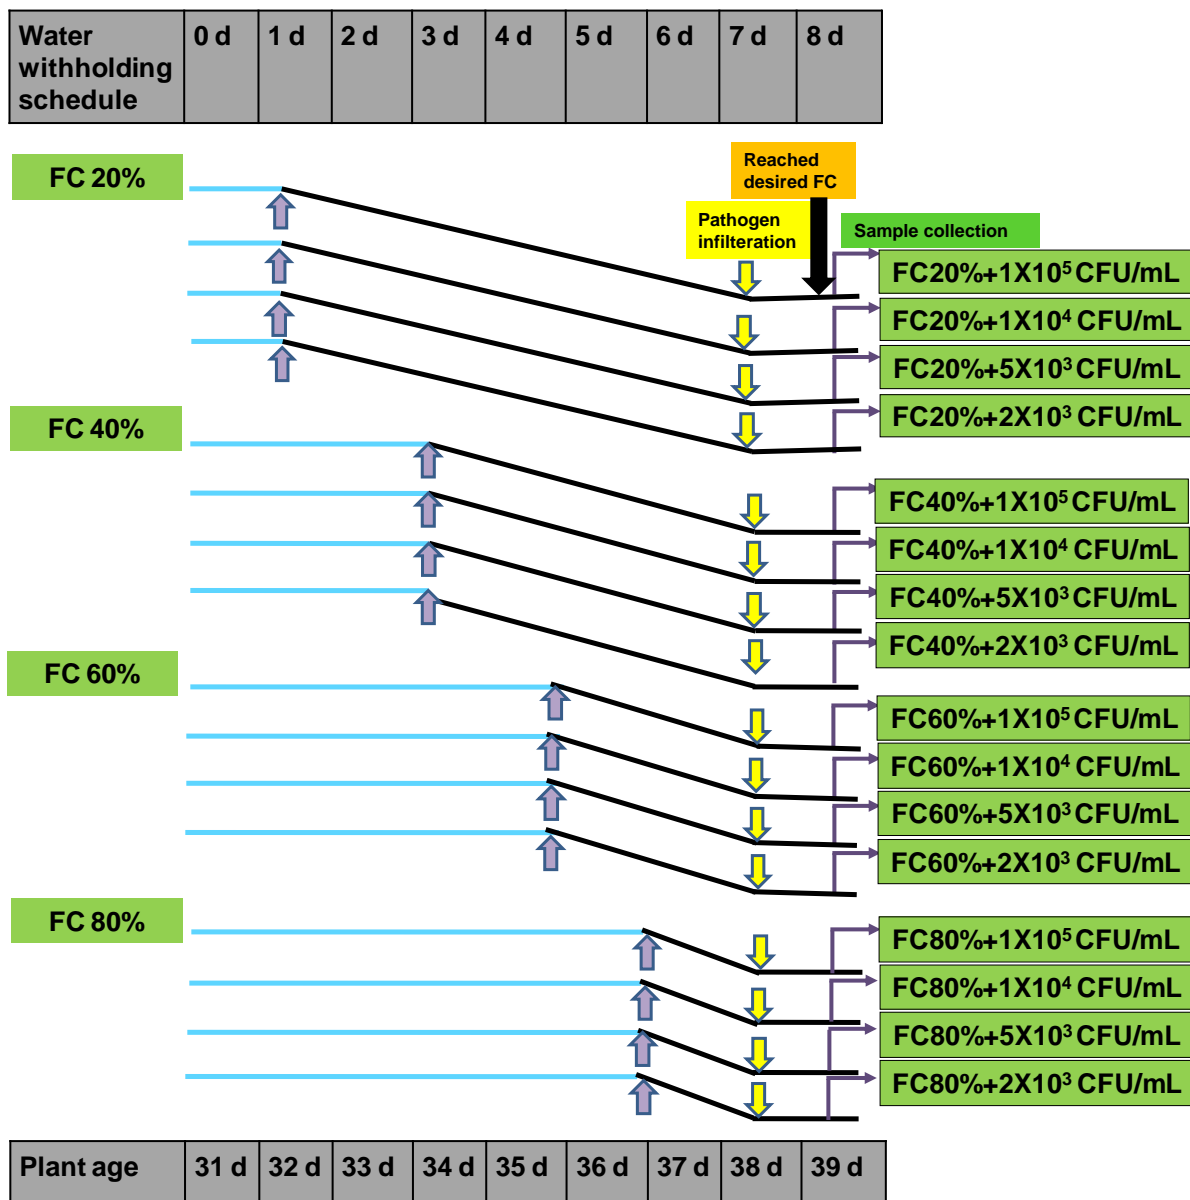 Water withholding schedule 0 d 1 d 2 d 3 d 4 d 5 d 6 d 7 d 8 d
FC 20%
Reached
desired FC
Pathogen
infilteration
Sample collection
FC20%+1X10⁵ CFU/mL
FC20%+1X10⁴ CFU/mL
FC20%+5X10³ CFU/mL
FC20%+2X10³ CFU/mL
FC 40%
FC40%+1X10⁵ CFU/mL
FC40%+1X10⁴ CFU/mL
FC40%+5X10³ CFU/mL
FC40%+2X10³ CFU/mL
FC 60%
FC60%+1X10⁵ CFU/mL
FC60%+1X10⁴ CFU/mL
FC60%+5X10³ CFU/mL
FC60%+2X10³ CFU/mL
FC 80%
FC80%+1X10⁵ CFU/mL
FC80%+1X10⁴ CFU/mL
FC80%+5X10³ CFU/mL
FC80%+2X10³ CFU/mL
Plant age 31 d 32 d 33 d 34 d 35 d 36 d 37 d 38 d 39 d